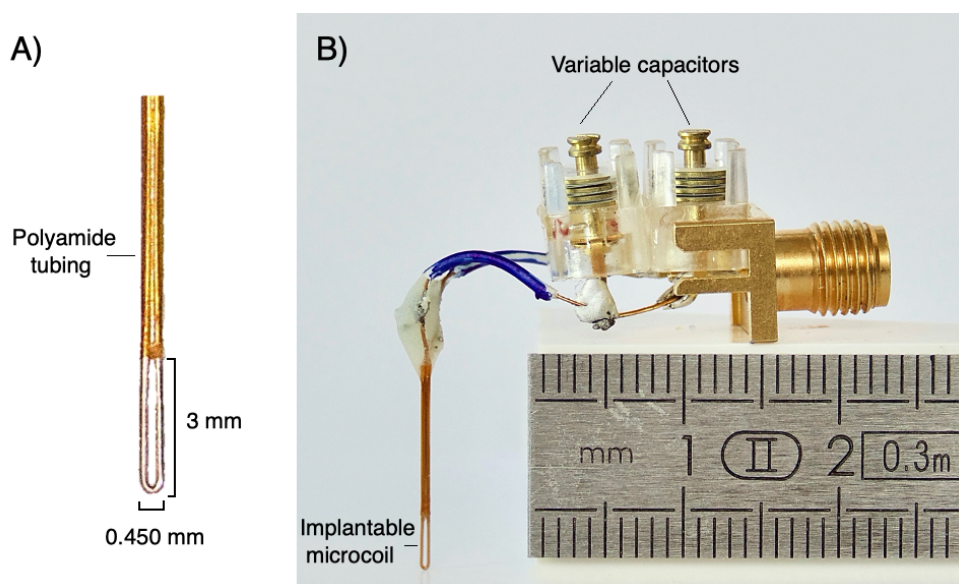 A)
Polyamide
tubing
3 mm
0.450 mm
B)
Variable capacitors
Implantable
microcoil
mm 1 II 2 0.3m